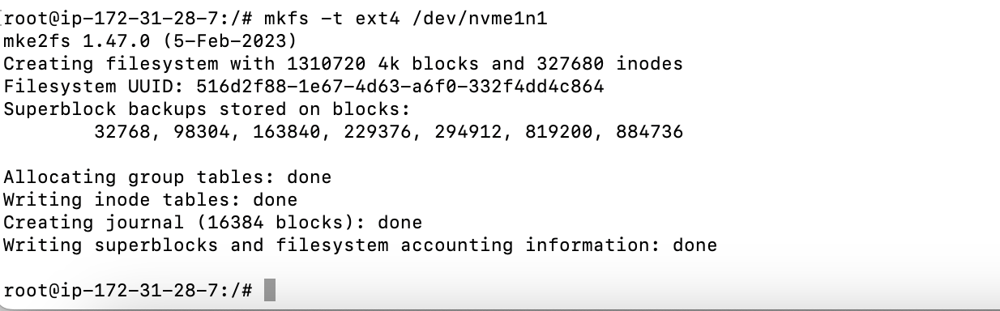 root@ip-172-31-28-7:/# mkfs -t ext4 /dev/nvme1n1
mke2fs 1.47.0 (5-Feb-2023)
Creating filesystem with 1310720 4k blocks and 327680 inodes
Filesystem UUID: 516d2f88-1e67-4d63-a6f0-332f4dd4c864
Superblock backups stored on blocks:
        32768, 98304, 163840, 229376, 294912, 819200, 884736

Allocating group tables: done
Writing inode tables: done
Creating journal (16384 blocks): done
Writing superblocks and filesystem accounting information: done

root@ip-172-31-28-7:/#